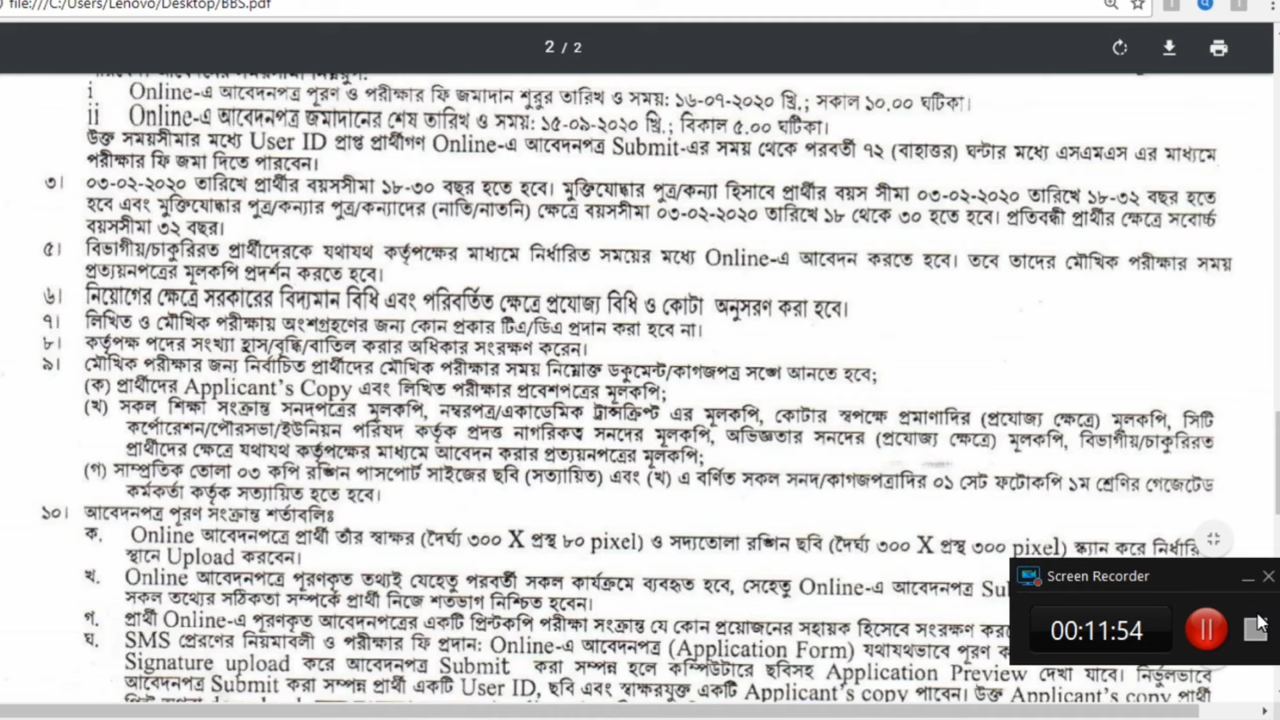 file:///C:/Users/Lenovo/Desktop/BBS.pdf
2 / 2
i Online-এ আবেদনপত্র পূরণ ও পরীক্ষার ফি জমাদান শুরুর তারিখ ও সময়: ১৬-০৭-২০২০ খ্রি.; সকাল ১০.০০ ঘটিকা।
ii Online-এ আবেদনপত্র জমাদানের শেষ তারিখ ও সময়: ১৫-০৯-২০২০ খ্রি.; বিকাল ৫.০০ ঘটিকা।
উক্ত সময়সীমার মধ্যে User ID প্রাপ্ত প্রার্থীগণ Online-এ আবেদনপত্র Submit-এর সময় থেকে পরবর্তী ৭২ (বাহাত্তর) ঘন্টার মধ্যে এসএমএস এর মাধ্যমে
পরীক্ষার ফি জমা দিতে পারবেন।
৩। ০৩-০২-২০২০ তারিখে প্রার্থীর বয়সসীমা ১৮-৩০ বছর হতে হবে। মুক্তিযোদ্ধার পুত্র/কন্যা হিসাবে প্রার্থীর বয়স সীমা ০৩-০২-২০২০ তারিখে ১৮-৩২ বছর হতে
হবে এবং মুক্তিযোদ্ধার পুত্র/কন্যার পুত্র/কন্যাদের (নাতি/নাতনি) ক্ষেত্রে বয়সসীমা ০৩-০২-২০২০ তারিখে ১৮ থেকে ৩০ হতে হবে। প্রতিবন্ধী প্রার্থীর ক্ষেত্রে সর্বোচ্চ
বয়সসীমা ৩২ বছর।
৫। বিভাগীয়/চাকুরিরত প্রার্থীদেরকে যথাযথ কর্তৃপক্ষের মাধ্যমে নির্ধারিত সময়ের মধ্যে Online-এ আবেদন করতে হবে। তবে তাদের মৌখিক পরীক্ষার সময়
প্রত্যয়নপত্রের মূলকপি প্রদর্শন করতে হবে।
৬। নিয়োগের ক্ষেত্রে সরকারের বিদ্যমান বিধি এবং পরিবর্তিত ক্ষেত্রে প্রযোজ্য বিধি ও কোটা অনুসরণ করা হবে।
৭। লিখিত ও মৌখিক পরীক্ষায় অংশগ্রহণের জন্য কোন প্রকার টিএ/ডিএ প্রদান করা হবে না।
৮। কর্তৃপক্ষ পদের সংখ্যা হ্রাস/বৃদ্ধি/বাতিল করার অধিকার সংরক্ষণ করেন।
৯। মৌখিক পরীক্ষার জন্য নির্বাচিত প্রার্থীদের মৌখিক পরীক্ষার সময় নিম্নোক্ত ডকুমেন্ট/কাগজপত্র সঙ্গে আনতে হবে;
(ক) প্রার্থীদের Applicant's Copy এবং লিখিত পরীক্ষার প্রবেশপত্রের মূলকপি;
(খ) সকল শিক্ষা সংক্রান্ত সনদপত্রের মূলকপি, নম্বরপত্র/একাডেমিক ট্রান্সক্রিপ্ট এর মূলকপি, কোটার স্বপক্ষে প্রমাণাদির (প্রযোজ্য ক্ষেত্রে) মূলকপি, সিটি
কর্পোরেশন/পৌরসভা/ইউনিয়ন পরিষদ কর্তৃক প্রদত্ত নাগরিকত্ব সনদের মূলকপি, অভিজ্ঞতার সনদের (প্রযোজ্য ক্ষেত্রে) মূলকপি, বিভাগীয়/চাকুরিরত
প্রার্থীদের ক্ষেত্রে যথাযথ কর্তৃপক্ষের মাধ্যমে আবেদন করার প্রত্যয়নপত্রের মূলকপি;
(গ) সাম্প্রতিক তোলা ০৩ কপি রঙ্গিন পাসপোর্ট সাইজের ছবি (সত্যায়িত) এবং (খ) এ বর্ণিত সকল সনদ/কাগজপত্রাদির ০১ সেট ফটোকপি ১ম শ্রেণির গেজেটেড
কর্মকর্তা কর্তৃক সত্যায়িত হতে হবে।
১০। আবেদনপত্র পূরণ সংক্রান্ত শর্তাবলিঃ
ক. Online আবেদনপত্রে প্রার্থী তাঁর স্বাক্ষর (দৈর্ঘ্য ৩০০ X প্রস্থ ৮০ pixel) ও সদ্যতোলা রঙ্গিন ছবি (দৈর্ঘ্য ৩০০ X প্রস্থ ৩০০ pixel) স্ক্যান করে
স্থানে Upload করবেন।
খ. Online আবেদনপত্রে পূরণকৃত তথ্যই যেহেতু পরবর্তী সকল কার্যক্রমে ব্যবহৃত হবে, সেহেতু Online-এ আবেদনপত্র
সকল তথ্যের সঠিকতা সম্পর্কে প্রার্থী নিজে শতভাগ নিশ্চিত হবেন।
গ. প্রার্থী Online-এ পূরণকৃত আবেদনপত্রের একটি প্রিন্টকপি পরীক্ষা সংক্রান্ত যে কোন প্রয়োজনের সহায়ক হিসেবে সংরক্ষণ
ঘ. SMS প্রেরণের নিয়মাবলী ও পরীক্ষার ফি প্রদান: Online-এ আবেদনপত্র (Application Form) যথাযথভাবে পূরণ
Signature upload করে আবেদনপত্র Submit করা সম্পন্ন হলে কম্পিউটারে ছবিসহ Application Preview দেখা যাবে। নির্ভুলভাবে
আবেদনপত্র Submit করা সম্পন্ন প্রার্থী একটি User ID, ছবি এবং স্বাক্ষরযুক্ত একটি Applicant's copy পাবেন। উক্ত Applicant's copy প্রার্থী
Screen Recorder
00:11:54